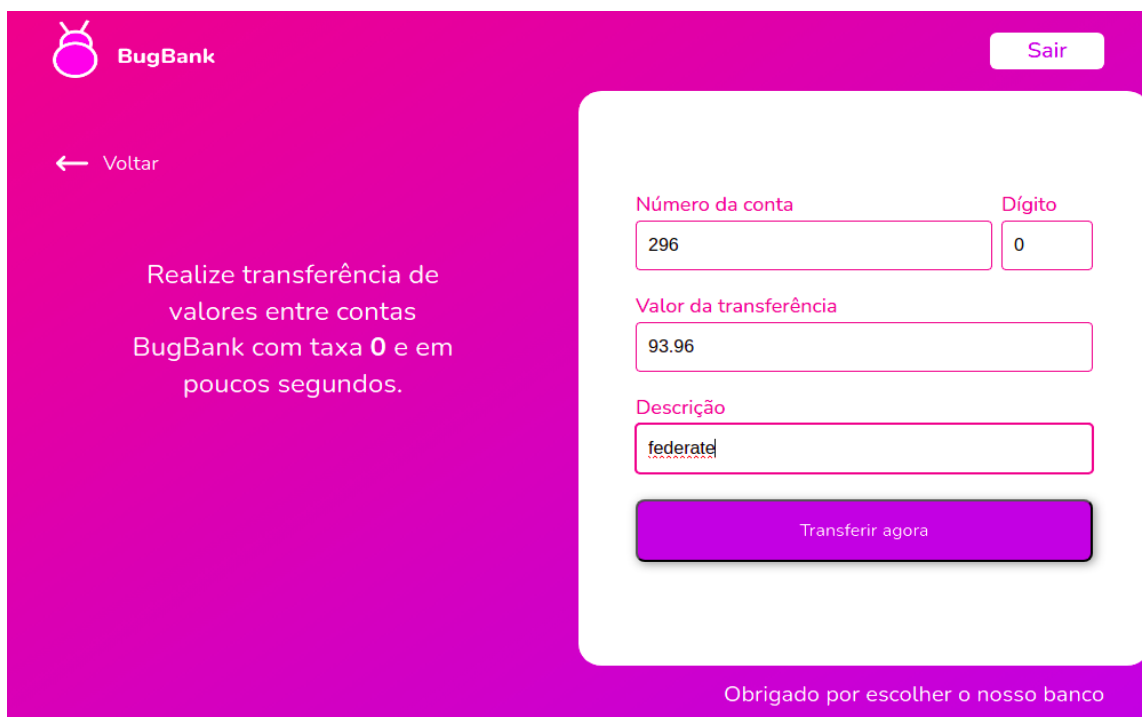 BugBank
Sair
Voltar
Realize transferência de
valores entre contas
BugBank com taxa 0 e em
poucos segundos.
Número da conta
Dígito
296
0
Valor da transferência
93.96
Descrição
federate
Transferir agora
Obrigado por escolher o nosso banco